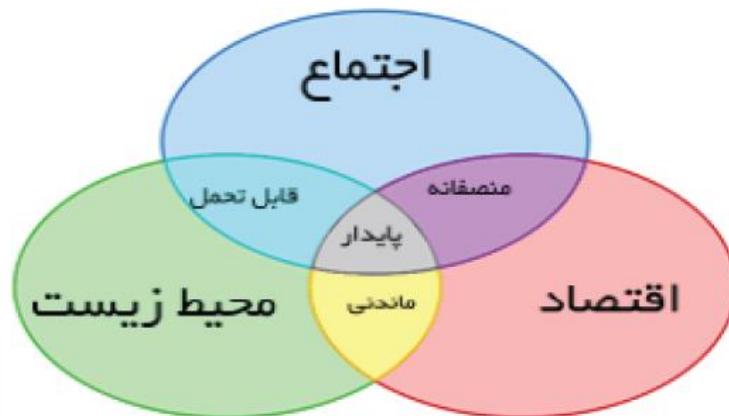 اجتماع
منصفانه
قابل تحمل
پایدار
اقتصاد
ماندنی
محیط زیست